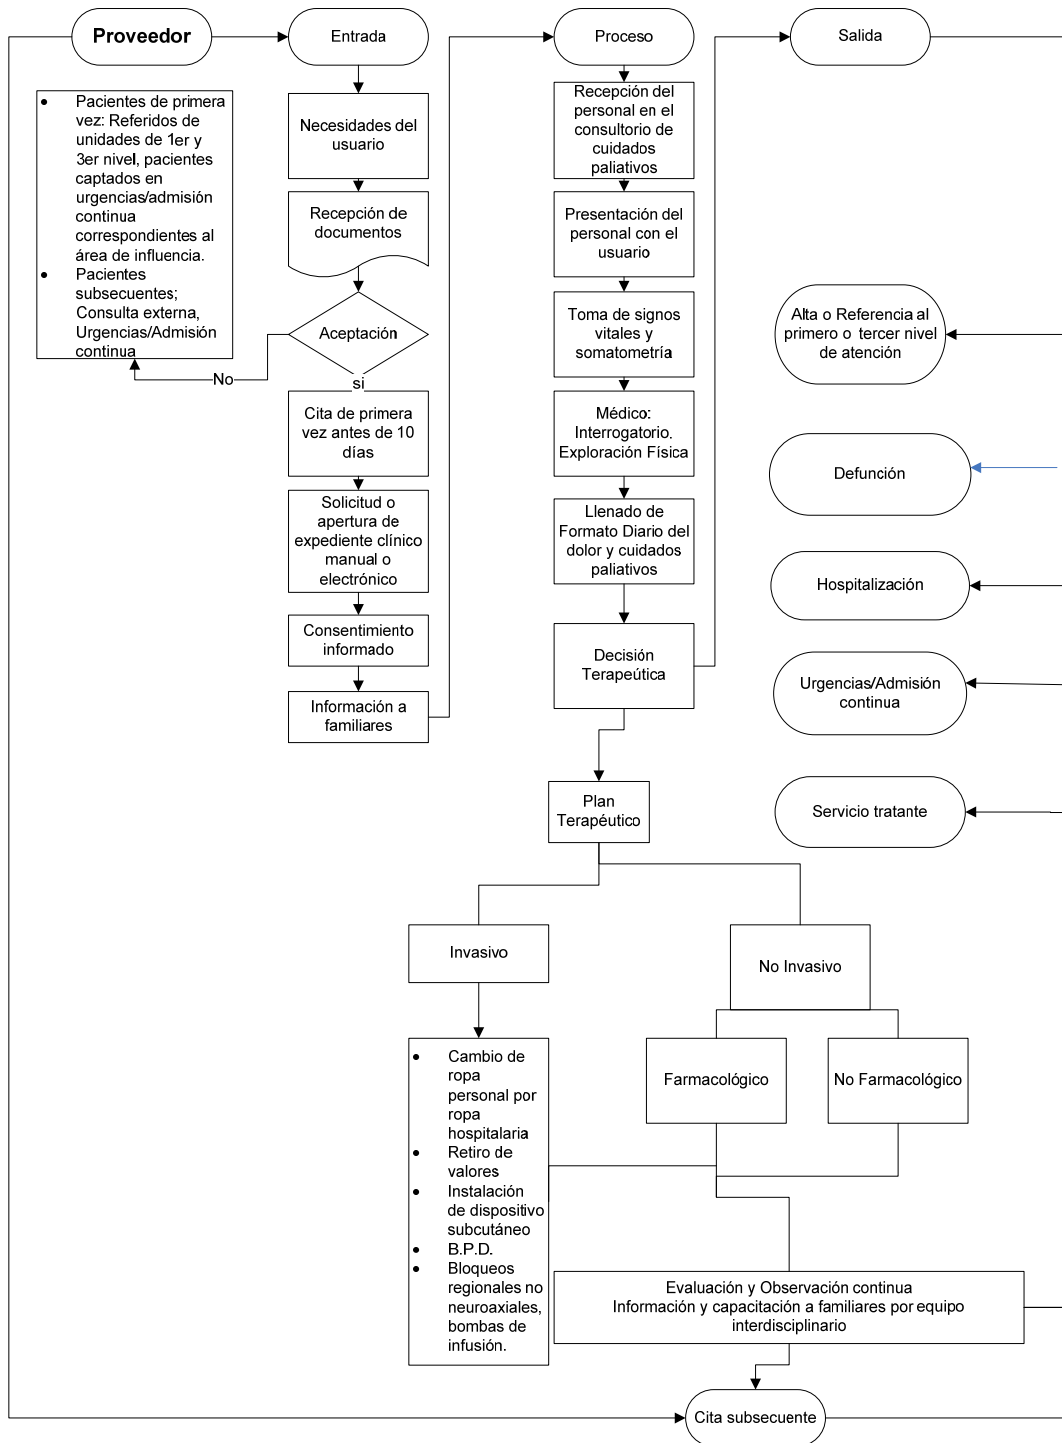 Proveedor
Entrada
Proceso
Salida
Pacientes de primera
vez: Referidos de
unidades de 1er y
3er nivel, pacientes
captados en
urgencias/admisión
continua
correspondientes al
área de influencia.
Pacientes
subsecuentes;
Consulta externa,
Urgencias/Admisión
continua
No
Necesidades del
usuario
Recepción de
documentos
Aceptación
si
Cita de primera
vez antes de 10
días
Solicitud o
apertura de
expediente clínico
manual o
electrónico
Consentimiento
informado
Información a
familiares
Recepción del
personal en el
consultorio de
cuidados
paliativos
Presentación del
personal con el
usuario
Toma de signos
vitales y
somatometría
Médico:
Interrogatorio.
Exploración Física
Llenado de
Formato Diario del
dolor y cuidados
paliativos
Decisión
Terapeútica
Plan
Terapéutico
Alta o Referencia al
primero o tercer nivel
de atención
Defunción
Hospitalización
Urgencias/Admisión
continua
Servicio tratante
Invasivo
No Invasivo
Cambio de
ropa
personal por
ropa
hospitalaria
Retiro de
valores
Instalación
de dispositivo
subcutáneo
B.P.D.
Bloqueos
regionales no
neuroaxiales,
bombas de
infusión.
Farmacológico
No Farmacológico
Evaluación y Observación continua
Información y capacitación a familiares por equipo
interdisciplinario
Cita subsecuente